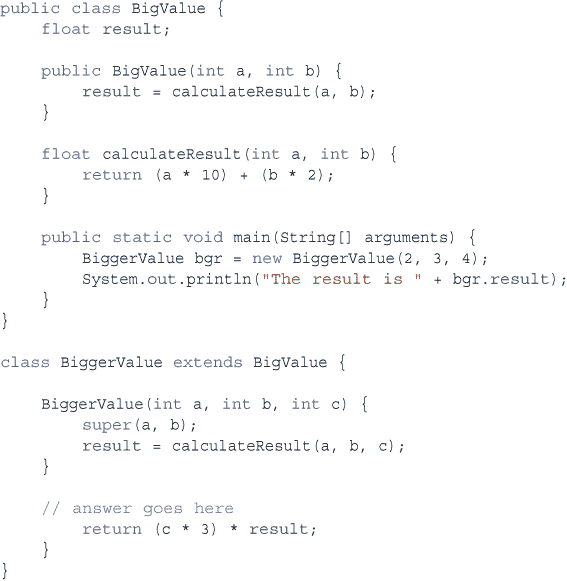 public class BigValue {
    float result;

    public BigValue(int a, int b) {
        result = calculateResult(a, b);
    }

    float calculateResult(int a, int b) {
        return (a * 10) + (b * 2);
    }

    public static void main(String[] arguments) {
        BiggerValue bgr = new BiggerValue(2, 3, 4);
        System.out.println("The result is " + bgr.result);
    }
}

class BiggerValue extends BigValue {

    BiggerValue(int a, int b, int c) {
        super(a, b);
        result = calculateResult(a, b, c);
    }

    // answer goes here
        return (c * 3) * result;
    }
}